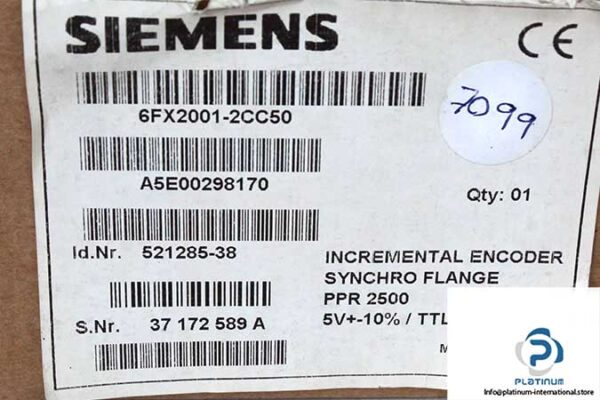 SIEMENS
CE
6FX2001-2CC50
7099
A5E00298170
Qty: 01
Id.Nr. 521285-38
INCREMENTAL ENCODER
SYNCHRO FLANGE
PPR 2500
S.Nr. 37 172 589 A
5V+-10% / TTL
M
PLATINUM
Info@platinum-international.store